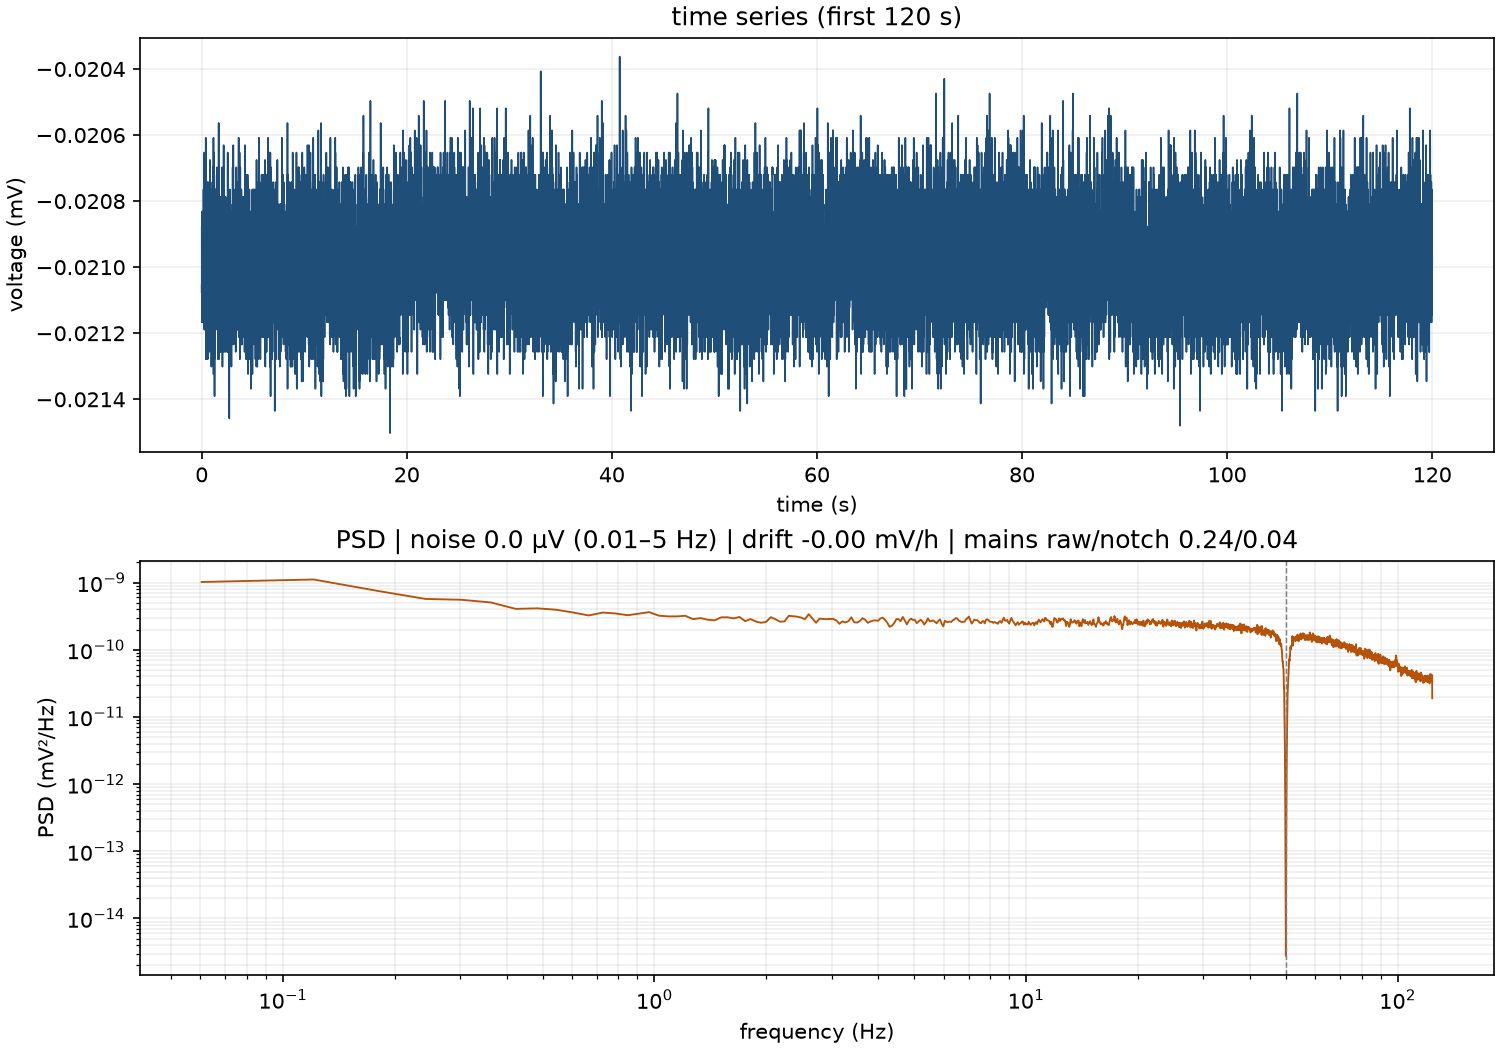 time series (first 120 s)
voltage (mV)
−0.0204
−0.0206
−0.0208
−0.0210
−0.0212
−0.0214
0 20 40 60 80 100 120
time (s)
PSD | noise 0.0 µV (0.01–5 Hz) | drift -0.00 mV/h | mains raw/notch 0.24/0.04
PSD (mV²/Hz)
10⁻⁹
10⁻¹⁰
10⁻¹¹
10⁻¹²
10⁻¹³
10⁻¹⁴
10⁻¹ 10⁰ 10¹ 10²
frequency (Hz)